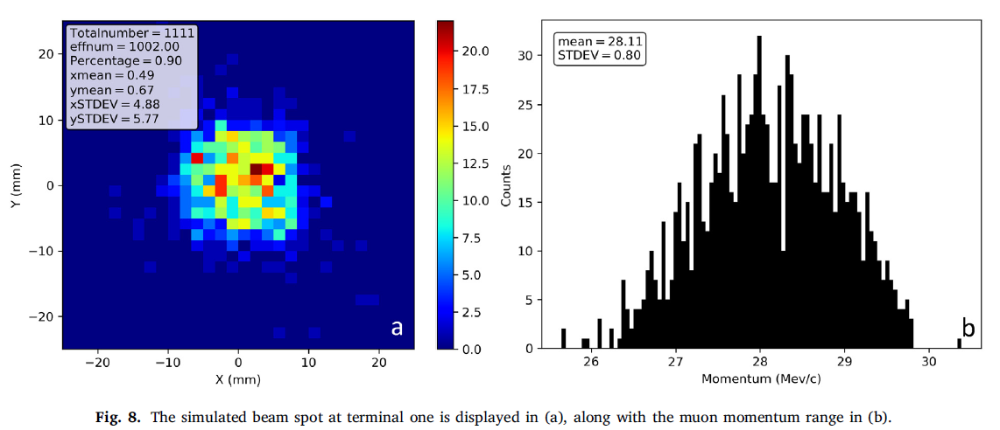 Totalnumber = 1111
effnum = 1002.00
Percentage = 0.90
xmean = 0.49
ymean = 0.67
xSTDEV = 4.88
ySTDEV = 5.77
20
10
0
−10
−20
Y (mm)
−20 −10 0 10 20
X (mm)
a
20.0
17.5
15.0
12.5
10.0
7.5
5.0
2.5
0.0
mean = 28.11
STDEV = 0.80
30
25
20
15
10
5
0
Counts
26 27 28 29 30
Momentum (Mev/c)
b
Fig. 8. The simulated beam spot at terminal one is displayed in (a), along with the muon momentum range in (b).